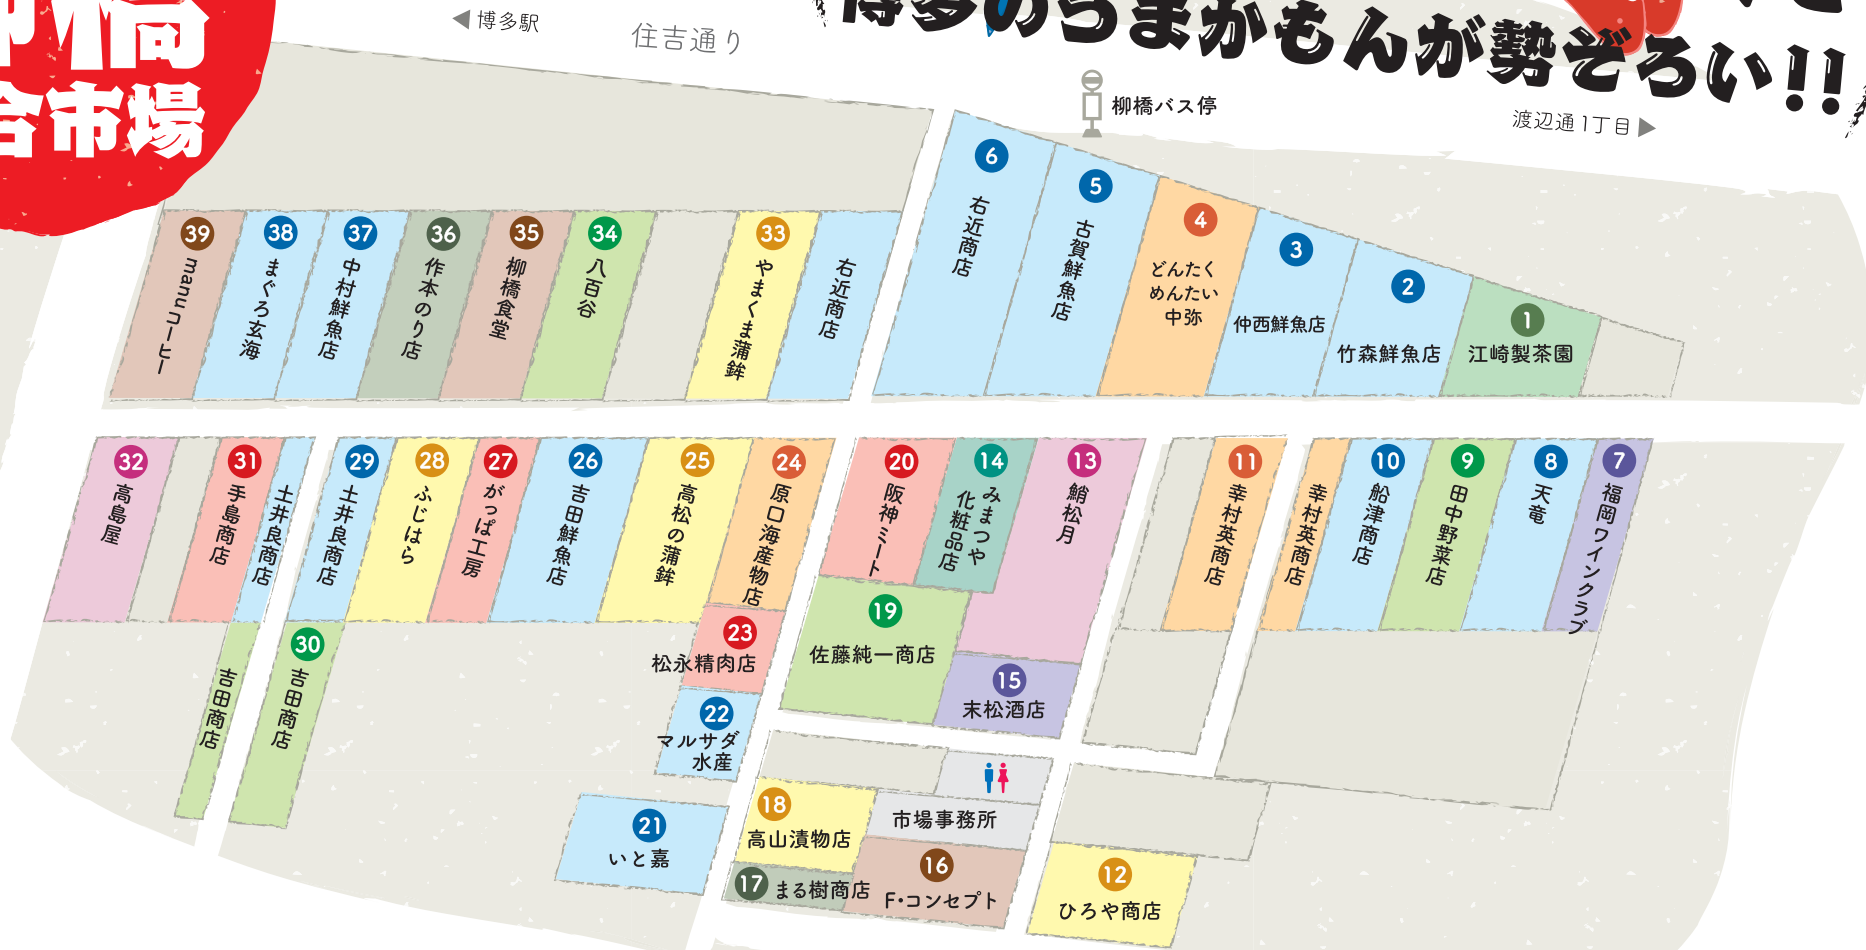 橋
合市場
博多のうまかもんが勢ぞろい!!
◀博多駅
住吉通り
柳橋バス停
渡辺通1丁目▶
39
manuコーヒー
38
まぐろ玄海
37
中村鮮魚店
36
作本のり店
35
柳橋食堂
34
八百谷
33
やまくま蒲鉾
右近商店
6
右近商店
5
古賀鮮魚店
4
どんたく
めんたい
中弥
3
仲西鮮魚店
2
竹森鮮魚店
1
江崎製茶園
32
高島屋
31
手島商店
土井良商店
29
土井良商店
28
ふじはら
27
がっぱ工房
26
吉田鮮魚店
25
高松の蒲鉾
24
原口海産物店
20
阪神ミート
14
みまつや
化粧品店
13
鮹松月
11
幸村英商店
幸村英商店
10
船津商店
9
田中野菜店
8
天竜
7
福岡ワインクラブ
吉田商店
30
吉田商店
23
松永精肉店
22
マルサダ
水産
21
いと嘉
19
佐藤純一商店
15
末松酒店
18
高山漬物店
市場事務所
17
まる樹商店
16
F・コンセプト
12
ひろや商店